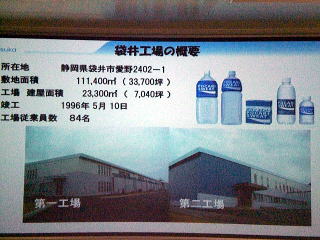 suka
袋井工場の概要
所在地 静岡県袋井市愛野2402－1
敷地面積 111,400㎡（33,700坪）
工場 建屋面積 23,300㎡（ 7,040坪）
竣工 1996年 5月 10日
工場従業員数 84名
POCARI SWEAT
第一工場
第二工場